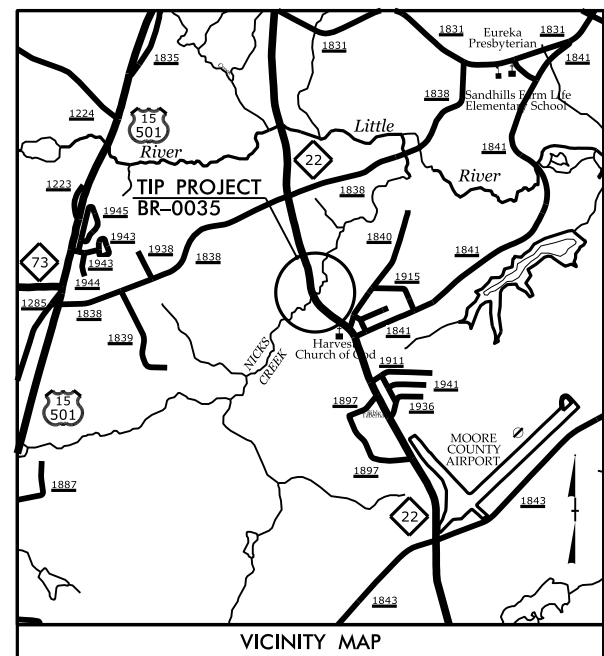 1831
Eureka
Presbyterian
1831
1831
1835
1841
1224
15
501
Sandhills Farm Life
Elementary School
1838
Little
River
22
1841
River
TIP PROJECT
BR-0035
1838
1223
1945
1943
1938
1838
1840
1841
1915
73
1943
1944
1285
1838
1839
1841
Harvest
Church of God
NICKS
CREEK
1911
1941
1936
1897
15
501
MOORE
COUNTY
AIRPORT
1897
1887
22
1843
1843
VICINITY MAP